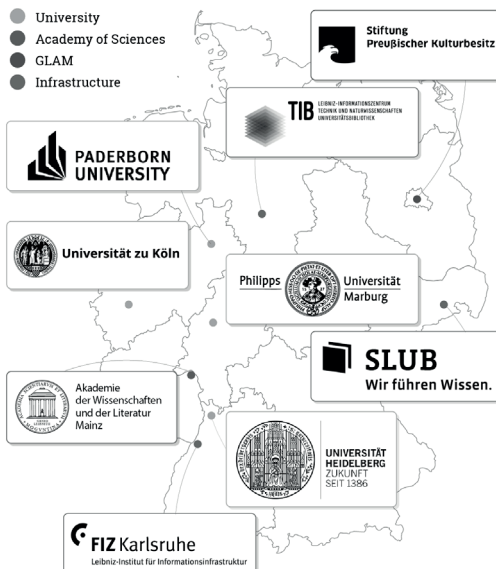 University
Academy of Sciences
GLAM
Infrastructure
Stiftung
Preußischer Kulturbesitz
TIB
LEIBNIZ-INFORMATIONSZENTRUM
TECHNIK UND NATURWISSENSCHAFTEN
UNIVERSITÄTSBIBLIOTHEK
PADERBORN
UNIVERSITY
Universität zu Köln
Philipps
Universität
Marburg
SLUB
Wir führen Wissen.
Akademie
der Wissenschaften
und der Literatur
Mainz
UNIVERSITÄT
HEIDELBERG
ZUKUNFT
SEIT 1386
FIZ Karlsruhe
Leibniz-Institut für Informationsinfrastruktur